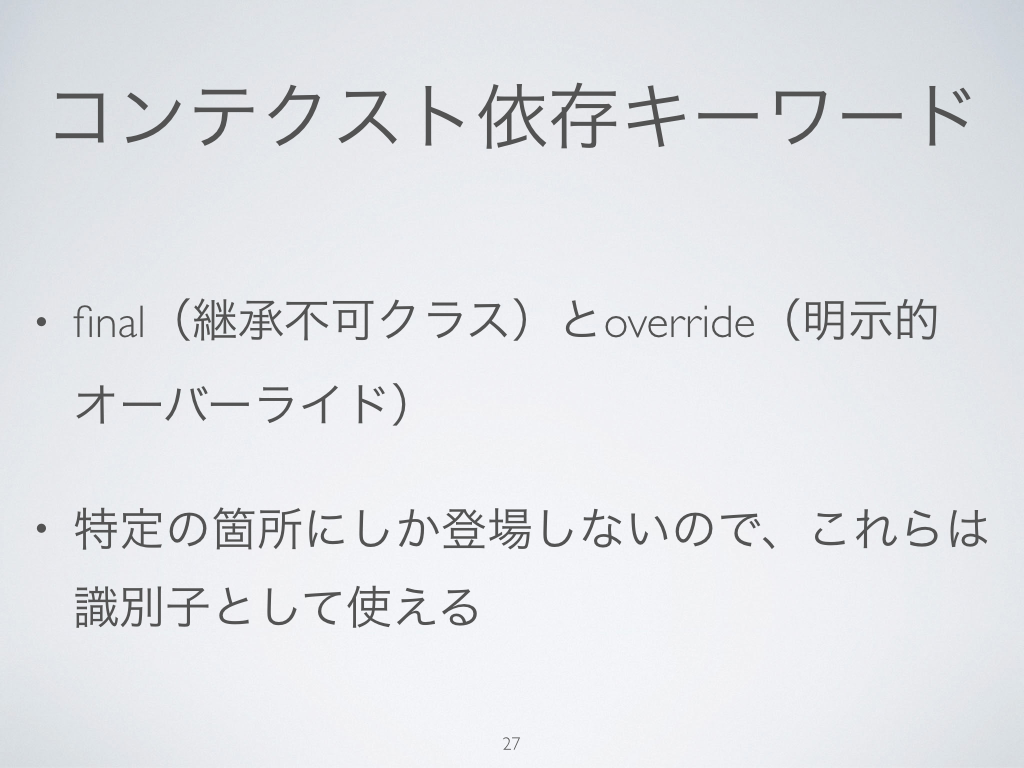 コンテクスト依存キーワード
• final（継承不可クラス）とoverride（明示的
オーバーライド）
• 特定の箇所にしか登場しないので、これらは
識別子として使える
27